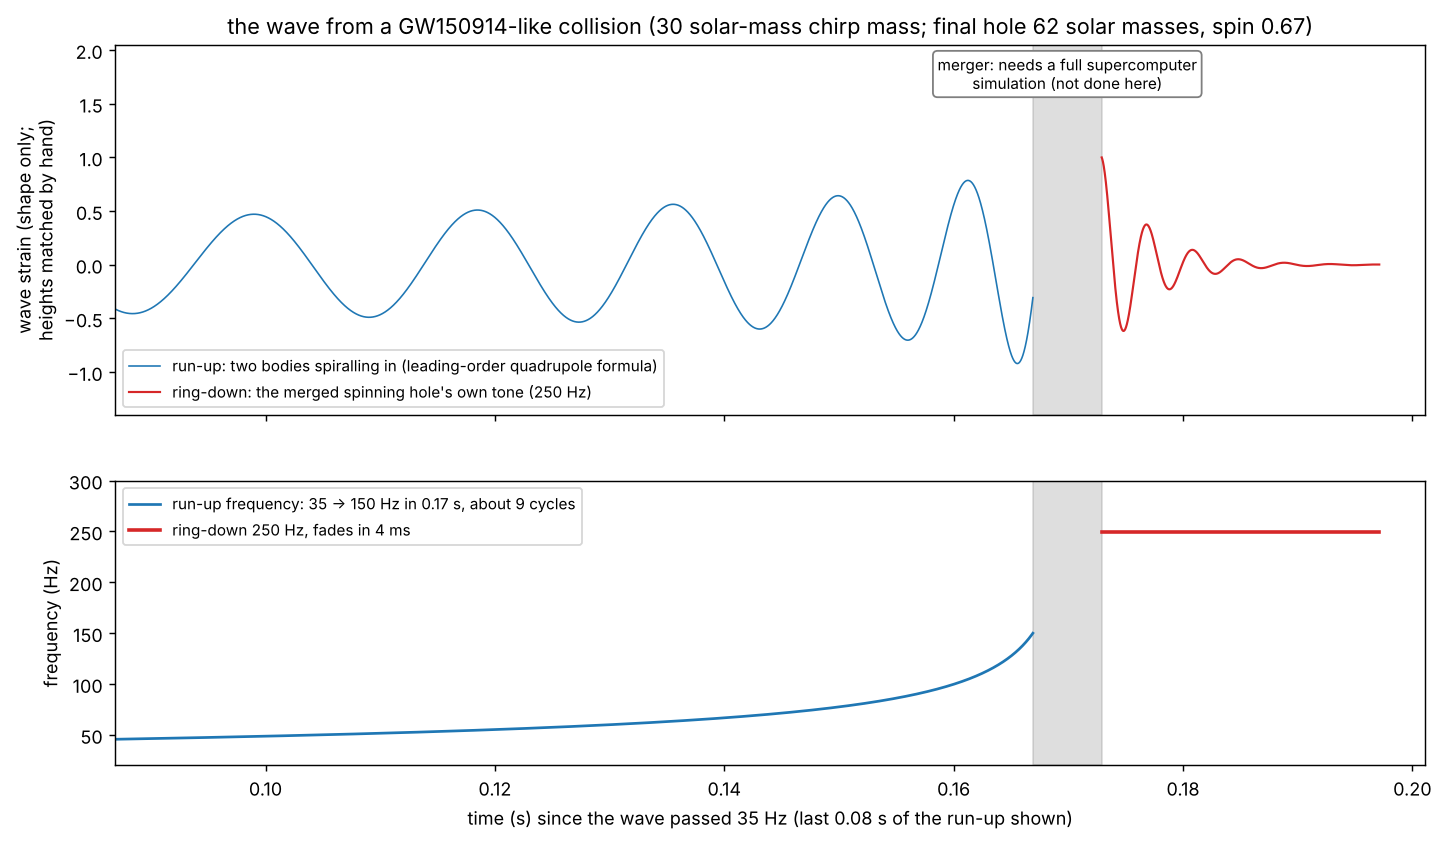 the wave from a GW150914-like collision (30 solar-mass chirp mass; final hole 62 solar masses, spin 0.67)
wave strain (shape only;
heights matched by hand)
2.0
1.5
1.0
0.5
0.0
−0.5
−1.0
merger: needs a full supercomputer
simulation (not done here)
run-up: two bodies spiralling in (leading-order quadrupole formula)
ring-down: the merged spinning hole's own tone (250 Hz)
frequency (Hz)
300
250
200
150
100
50
run-up frequency: 35 → 150 Hz in 0.17 s, about 9 cycles
ring-down 250 Hz, fades in 4 ms
0.10
0.12
0.14
0.16
0.18
0.20
time (s) since the wave passed 35 Hz (last 0.08 s of the run-up shown)